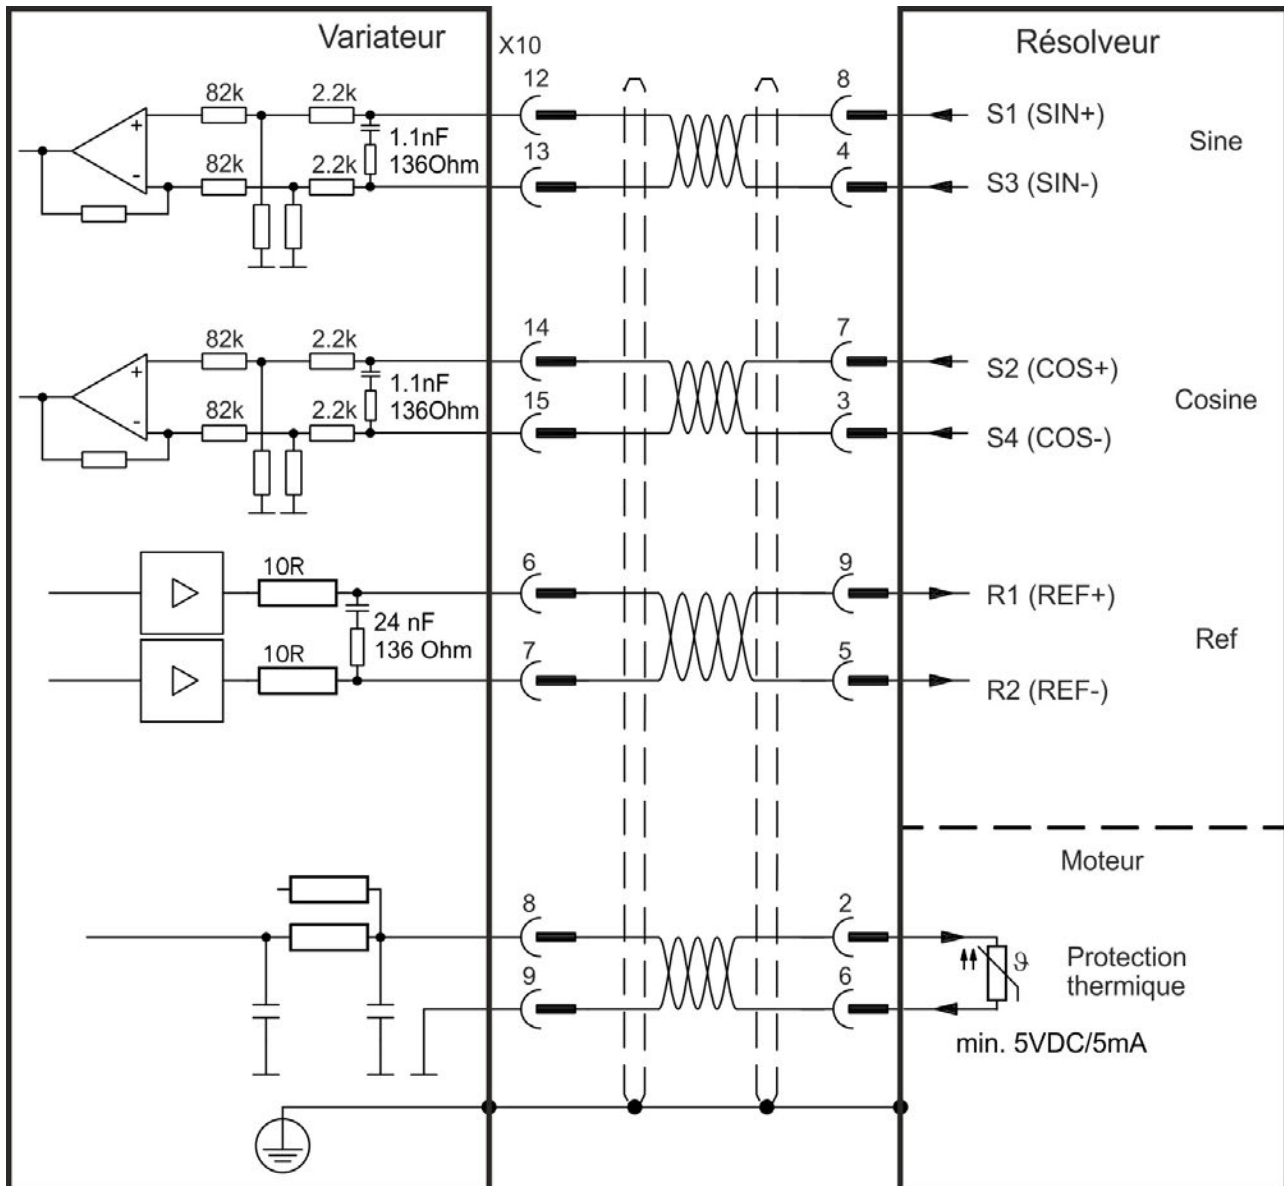 Variateur
X10
Résolveur
12
8
82k
2.2k
S1 (SIN+)
+
1.1nF
136Ohm
Sine
13
4
-
82k
2.2k
S3 (SIN-)
14
7
82k
2.2k
S2 (COS+)
+
1.1nF
136Ohm
Cosine
15
3
-
82k
2.2k
S4 (COS-)
6
9
10R
R1 (REF+)
24 nF
136 Ohm
Ref
7
5
10R
R2 (REF-)
Moteur
8
2
ϑ
Protection
thermique
9
6
min. 5VDC/5mA